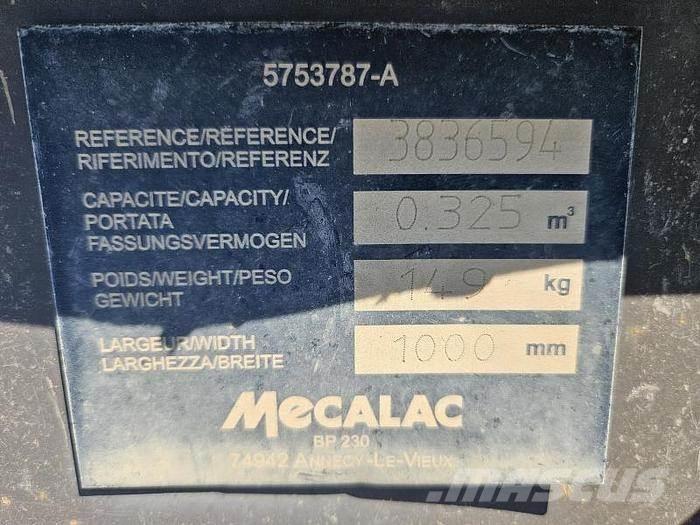 5753787-A
REFERENCE/REFERENCE/ 3836594
RIFERIMENTO/REFERENZ
CAPACITE/CAPACITY/
PORTATA 0.325 m³
FASSUNGSVERMOGEN
POIDS/WEIGHT/PESO 149 kg
GEWICHT
LARGEUR/WIDTH 1000 mm
LARGHEZZA/BREITE
MECALAC
BP 230
74942 ANNECY-LE-VIEUX
MASCUS